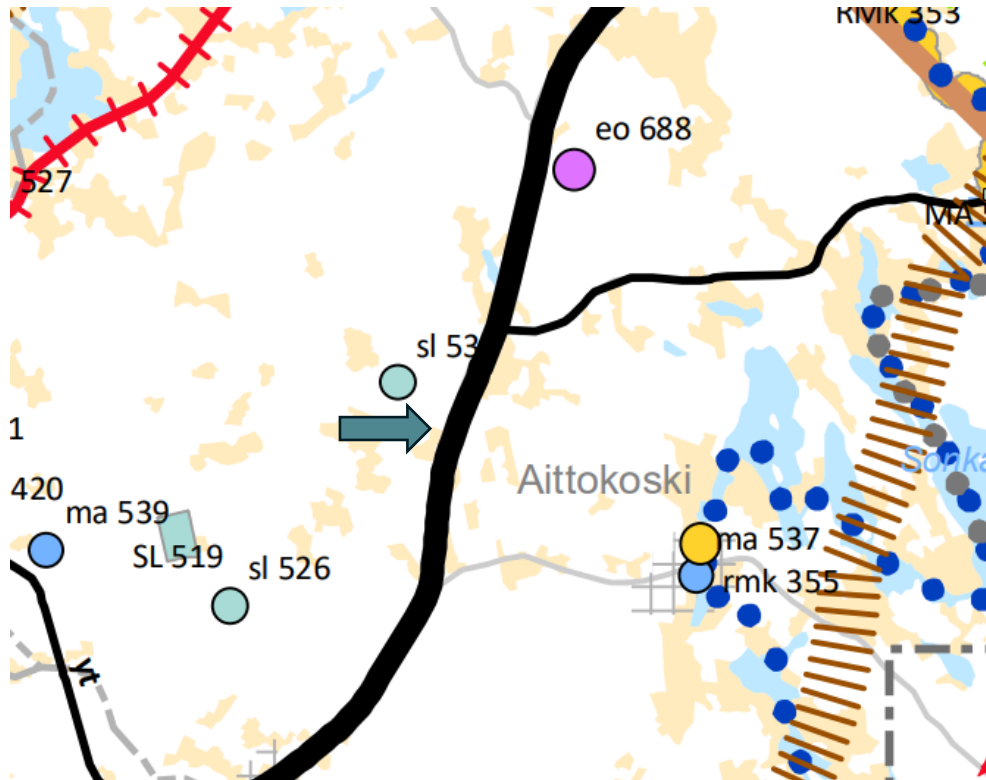 RMk 353
eo 688
527
MA
sl 53
1
Aittokoski
420
ma 539
SL 519
sl 526
ma 537
rmk 355
yt